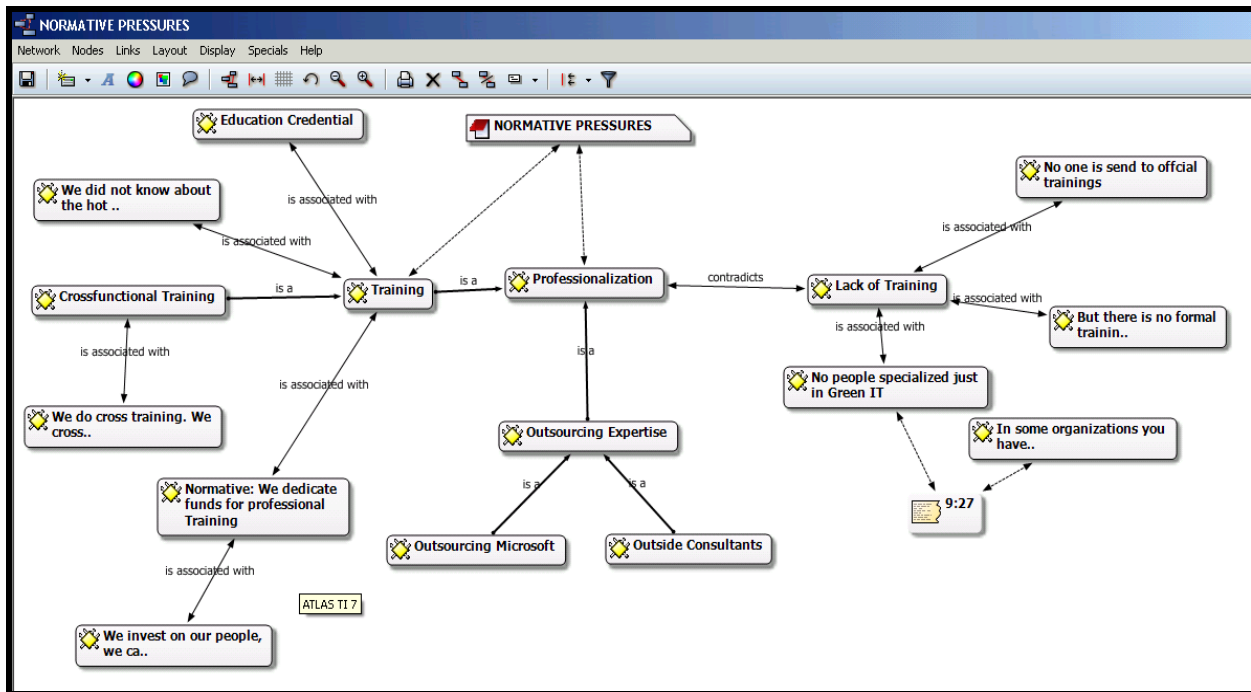 NORMATIVE PRESSURES
Network Nodes Links Layout Display Specials Help
Education Credential
NORMATIVE PRESSURES
No one is send to offcial
trainings
We did not know about
the hot ..
is associated with
is associated with
is associated with
Crossfunctional Training
is a
Training
is a
Professionalization
contradicts
Lack of Training
is associated with
But there is no formal
trainin..
is associated with
is associated with
is associated with
is a
No people specialized just
in Green IT
We do cross training. We
cross..
Outsourcing Expertise
In some organizations you
have..
Normative: We dedicate
funds for professional
Training
is a
is a
9:27
Outsourcing Microsoft
Outside Consultants
is associated with
ATLAS TI 7
We invest on our people,
we ca..